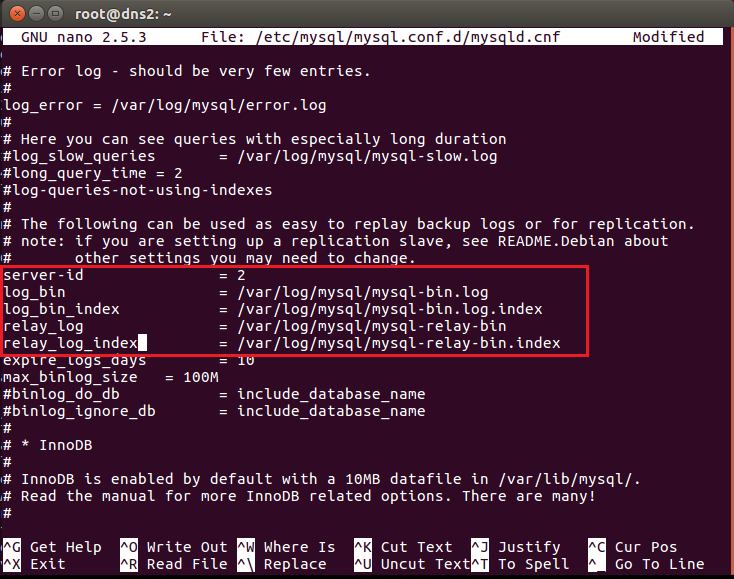 root@dns2: ~
GNU nano 2.5.3 File: /etc/mysql/mysql.conf.d/mysqld.cnf Modified
# Error log - should be very few entries.
#
log_error = /var/log/mysql/error.log
#
# Here you can see queries with especially long duration
#log_slow_queries = /var/log/mysql/mysql-slow.log
#long_query_time = 2
#log-queries-not-using-indexes
#
# The following can be used as easy to replay backup logs or for replication.
# note: if you are setting up a replication slave, see README.Debian about
# other settings you may need to change.
server-id = 2
log_bin = /var/log/mysql/mysql-bin.log
log_bin_index = /var/log/mysql/mysql-bin.log.index
relay_log = /var/log/mysql/mysql-relay-bin
relay_log_index = /var/log/mysql/mysql-relay-bin.index
expire_logs_days = 10
max_binlog_size = 100M
#binlog_do_db = include_database_name
#binlog_ignore_db = include_database_name
#
# * InnoDB
#
# InnoDB is enabled by default with a 10MB datafile in /var/lib/mysql/.
# Read the manual for more InnoDB related options. There are many!
#
^G Get Help ^O Write Out ^W Where Is ^K Cut Text ^J Justify ^C Cur Pos
^X Exit ^R Read File ^\ Replace ^U Uncut Text ^T To Spell ^_ Go To Line